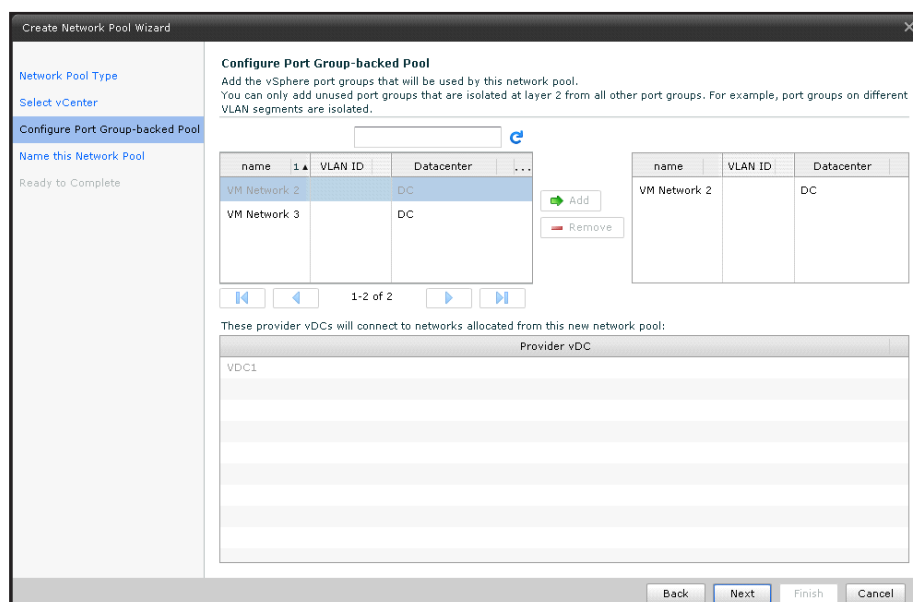 Create Network Pool Wizard
Network Pool Type
Select vCenter
Configure Port Group-backed Pool
Name this Network Pool
Ready to Complete
Configure Port Group-backed Pool
Add the vSphere port groups that will be used by this network pool.
You can only add unused port groups that are isolated at layer 2 from all other port groups. For example, port groups on different
VLAN segments are isolated.
name 1 VLAN ID Datacenter ...
VM Network 2 DC
VM Network 3 DC
Add
Remove
name VLAN ID Datacenter
VM Network 2 DC
1-2 of 2
These provider vDCs will connect to networks allocated from this new network pool:
Provider vDC
VDC1
Back Next Finish Cancel